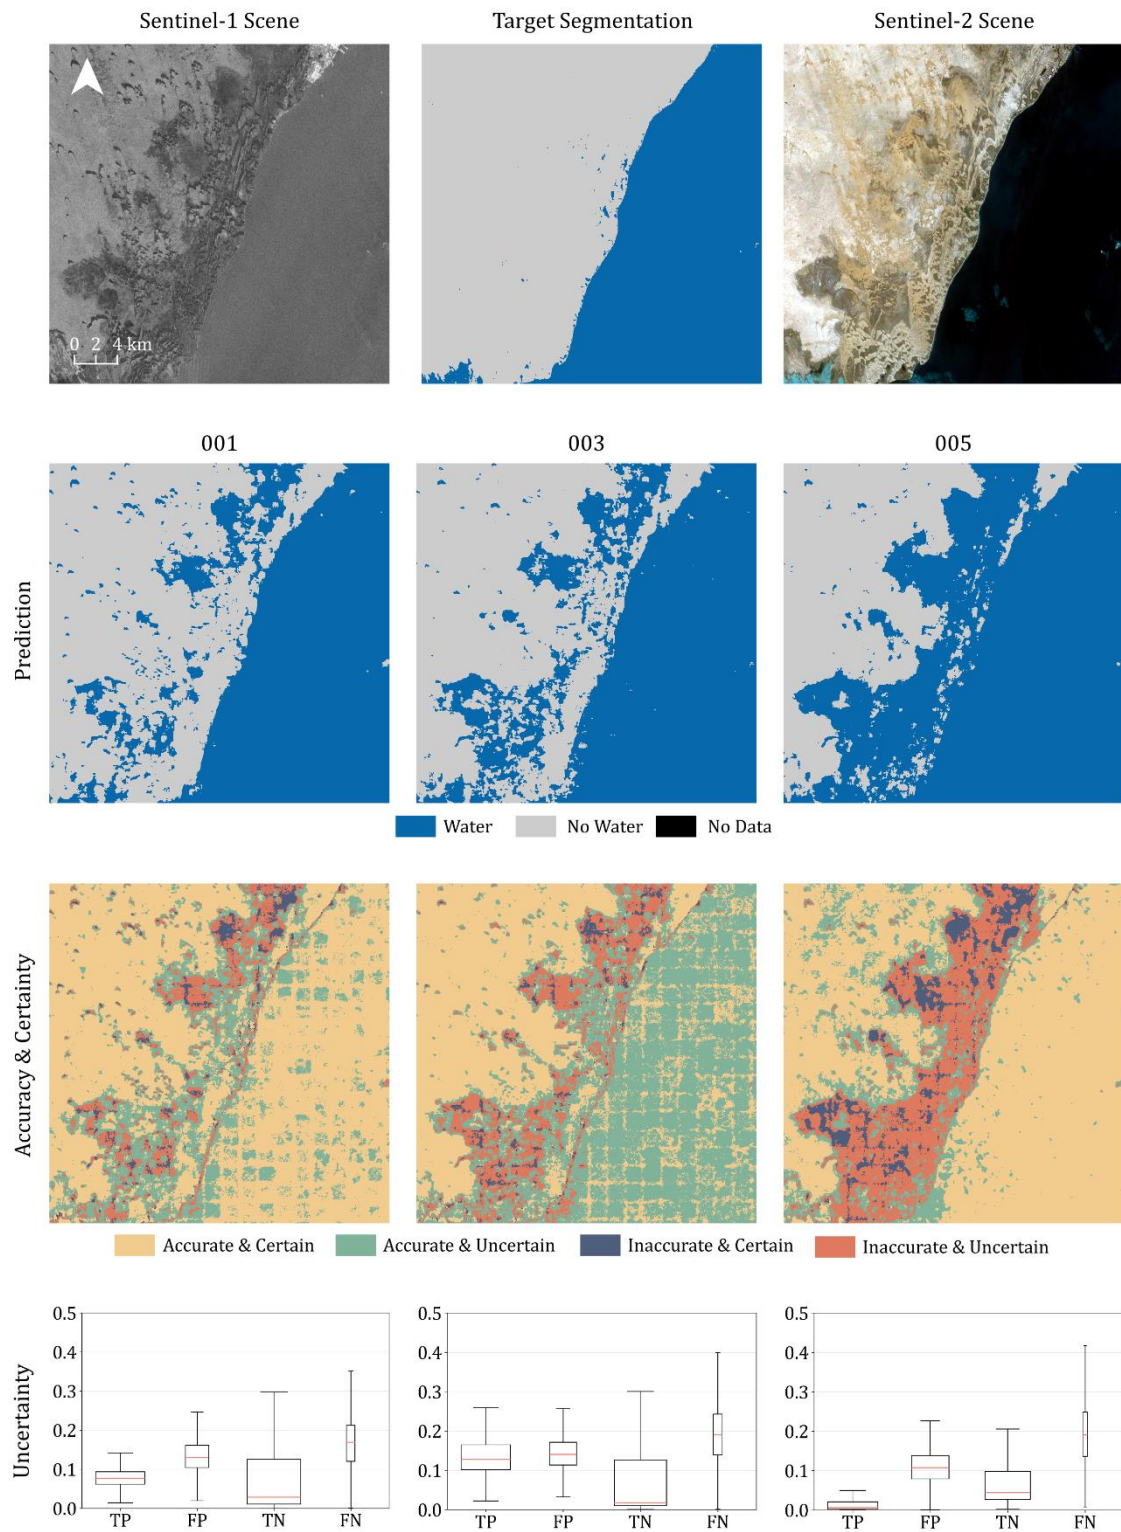 Sentinel-1 Scene Target Segmentation Sentinel-2 Scene
0 2 4 km
001 003 005
Prediction
Water No Water No Data
Accuracy & Certainty
Accurate & Certain Accurate & Uncertain Inaccurate & Certain Inaccurate & Uncertain
Uncertainty
0.5 0.5 0.5
0.4 0.4 0.4
0.3 0.3 0.3
0.2 0.2 0.2
0.1 0.1 0.1
0.0 0.0 0.0
TP FP TN FN TP FP TN FN TP FP TN FN